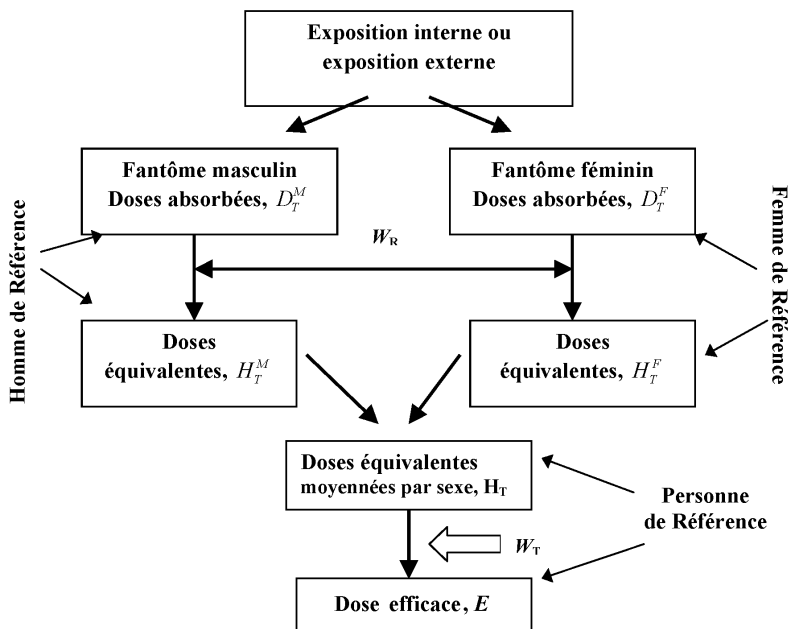 Exposition interne ou
exposition externe
Fantôme masculin
Doses absorbées, D_T^M
Fantôme féminin
Doses absorbées, D_T^F
W_R
Homme de Référence
Femme de Référence
Doses
équivalentes, H_T^M
Doses
équivalentes, H_T^F
Doses équivalentes
moyennées par sexe, H_T
Personne
de Référence
W_T
Dose efficace, E